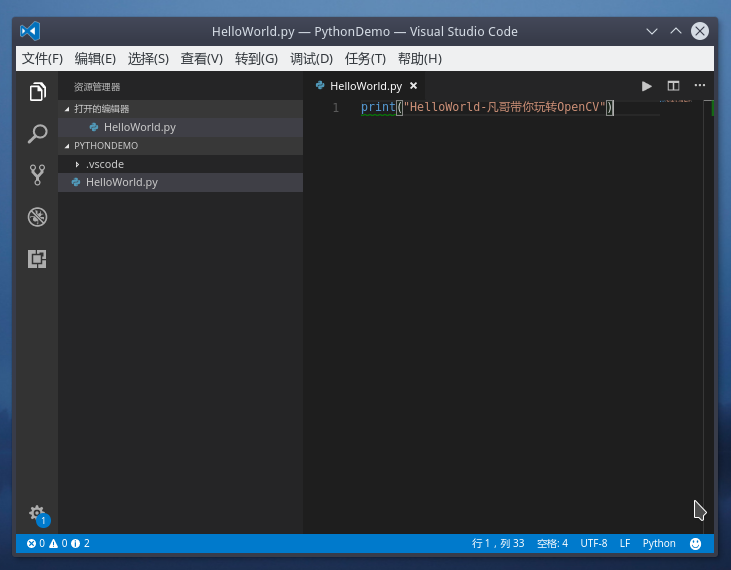 HelloWorld.py — PythonDemo — Visual Studio Code
文件(F) 编辑(E) 选择(S) 查看(V) 转到(G) 调试(D) 任务(T) 帮助(H)
资源管理器
打开的编辑器
HelloWorld.py
PYTHONDEMO
.vscode
HelloWorld.py
HelloWorld.py
1 print("HelloWorld-凡哥带你玩转OpenCV")
1
0 0 2 行 1，列 33 空格: 4 UTF-8 LF Python